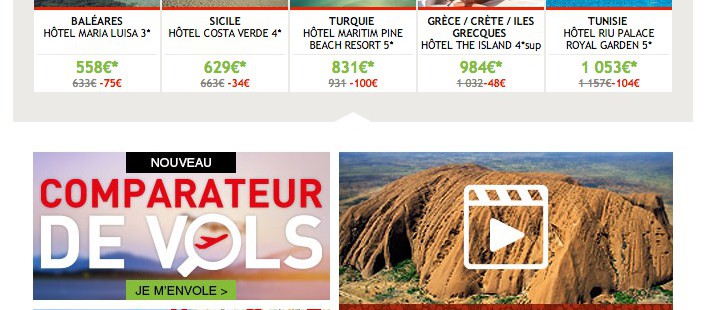 BALÉARES
HÔTEL MARIA LUISA 3*
558€*
633€ -75€
SICILE
HÔTEL COSTA VERDE 4*
629€*
663€ -34€
TURQUIE
HÔTEL MARITIM PINE
BEACH RESORT 5*
831€*
931 -100€
GRÈCE / CRÈTE / ILES
GRECQUES
HÔTEL THE ISLAND 4*sup
984€*
1 032-48€
TUNISIE
HÔTEL RIU PALACE
ROYAL GARDEN 5*
1 053€*
1 157€-104€
NOUVEAU
COMPARATEUR
DE VOLS
JE M'ENVOLE >